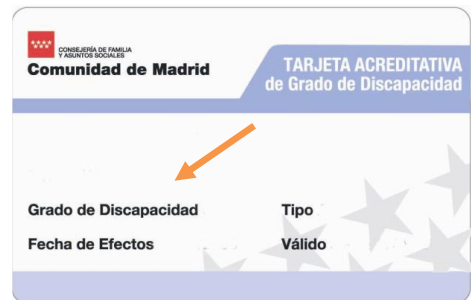 CONSEJERÍA DE FAMILIA
Y ASUNTOS SOCIALES
Comunidad de Madrid
TARJETA ACREDITATIVA
de Grado de Discapacidad
Grado de Discapacidad Tipo
Fecha de Efectos Válido